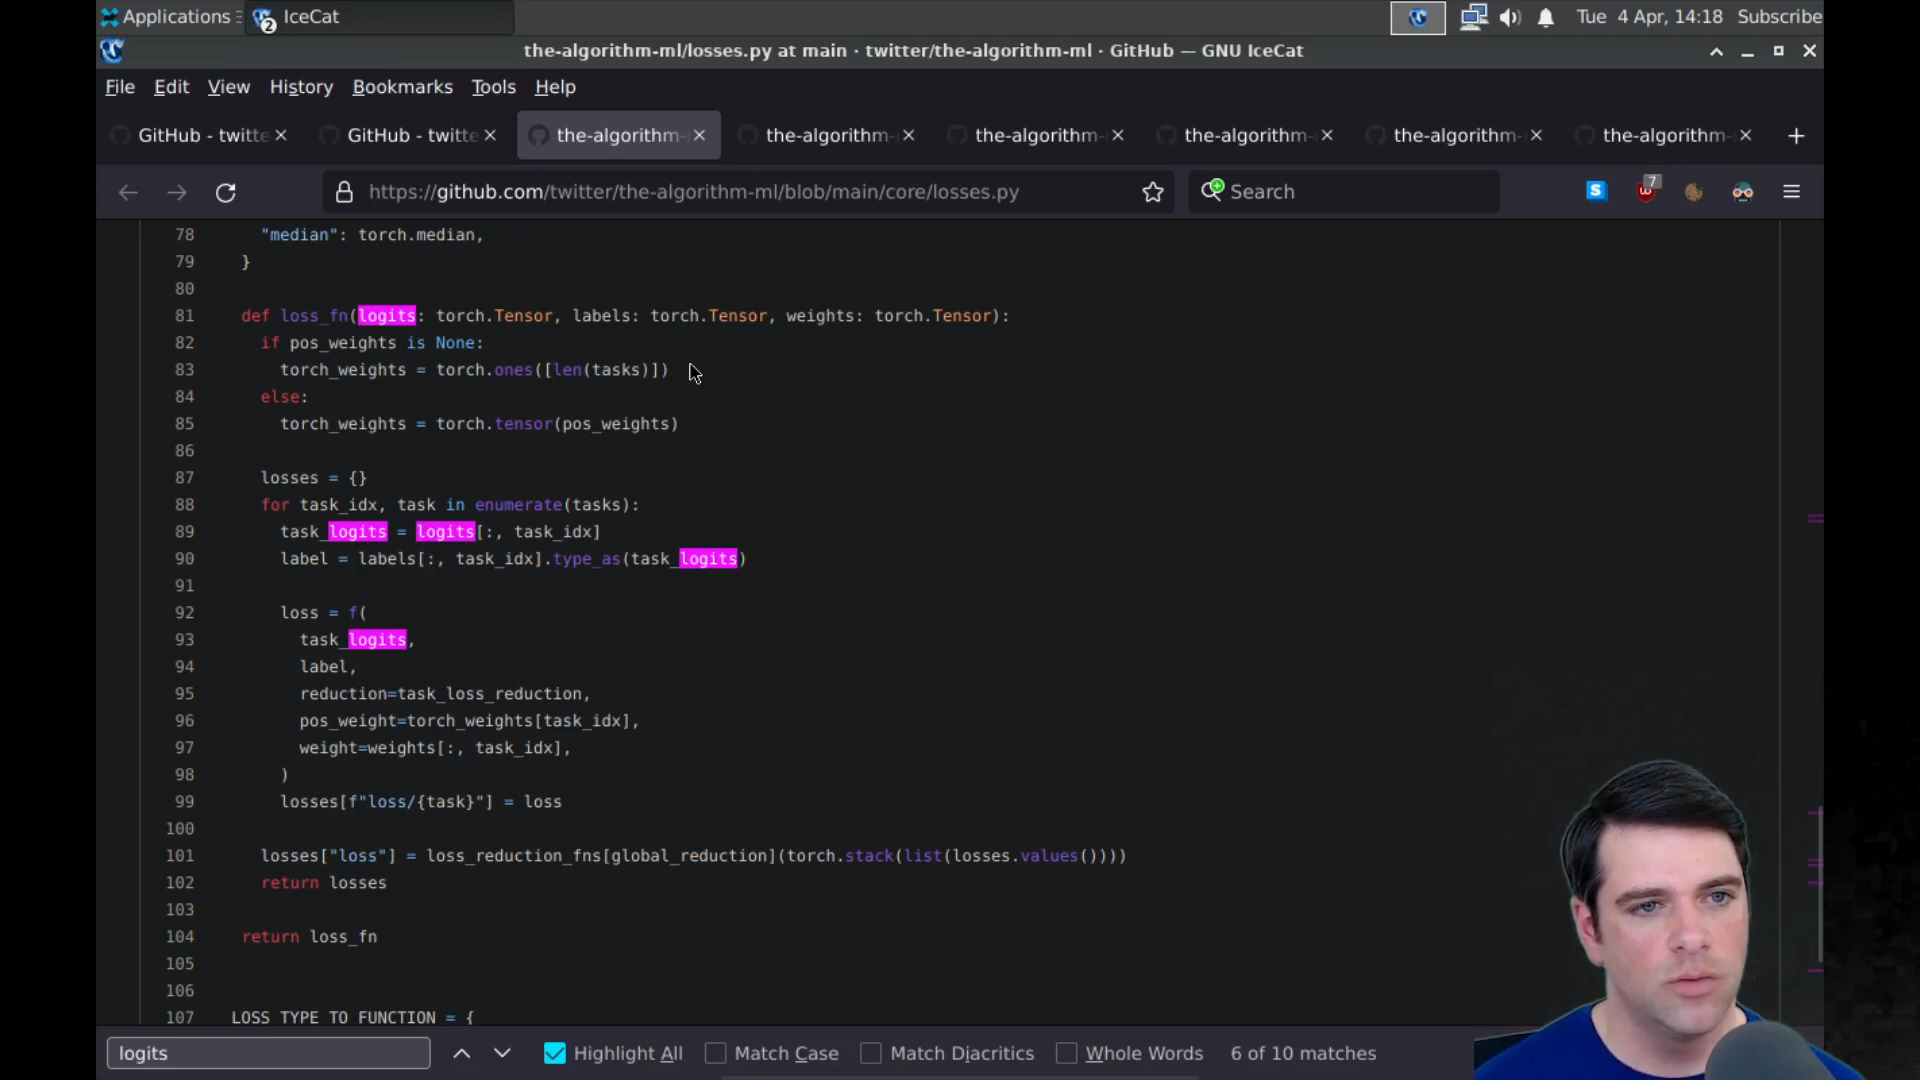 Applications
2
IceCat
Tue 4 Apr, 14:18
Subscribe
the-algorithm-ml/losses.py at main · twitter/the-algorithm-ml · GitHub — GNU IceCat
File Edit View History Bookmarks Tools Help
GitHub - twitte
GitHub - twitte
the-algorithm-
the-algorithm-
the-algorithm-
the-algorithm-
the-algorithm-
the-algorithm-
https://github.com/twitter/the-algorithm-ml/blob/main/core/losses.py
Search
S
7
78 "median": torch.median,
79 }
80
81 def loss_fn(logits: torch.Tensor, labels: torch.Tensor, weights: torch.Tensor):
82 if pos_weights is None:
83 torch_weights = torch.ones([len(tasks)])
84 else:
85 torch_weights = torch.tensor(pos_weights)
86
87 losses = {}
88 for task_idx, task in enumerate(tasks):
89 task_logits = logits[:, task_idx]
90 label = labels[:, task_idx].type_as(task_logits)
91
92 loss = f(
93 task_logits,
94 label,
95 reduction=task_loss_reduction,
96 pos_weight=torch_weights[task_idx],
97 weight=weights[:, task_idx],
98 )
99 losses[f"loss/{task}"] = loss
100
101 losses["loss"] = loss_reduction_fns[global_reduction](torch.stack(list(losses.values())))
102 return losses
103
104 return loss_fn
105
106
107 LOSS_TYPE_TO_FUNCTION = {
logits
Highlight All
Match Case
Match Diacritics
Whole Words
6 of 10 matches